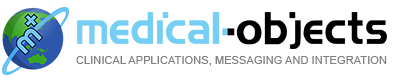 m+
medical-objects
CLINICAL APPLICATIONS, MESSAGING AND INTEGRATION